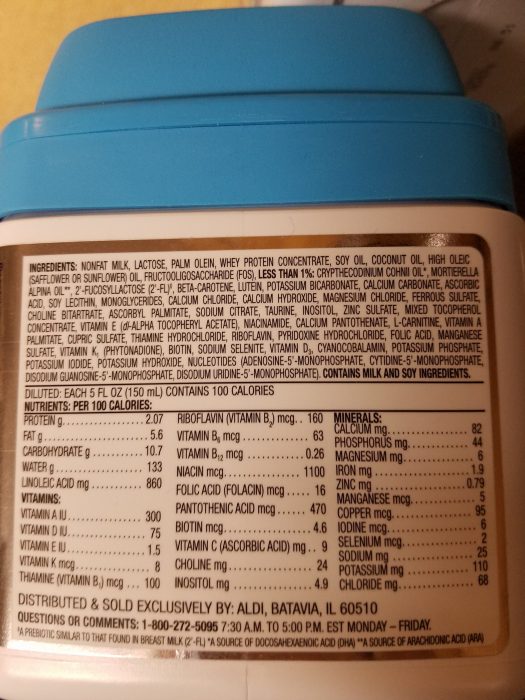 INGREDIENTS: NONFAT MILK, LACTOSE, PALM OLEIN, WHEY PROTEIN CONCENTRATE, SOY OIL, COCONUT OIL, HIGH OLEIC
(SAFFLOWER OR SUNFLOWER) OIL, FRUCTOOLIGOSACCHARIDE (FOS), LESS THAN 1%: CRYPTHECODINIUM COHNII OIL*, MORTIERELLA
ALPINA OIL**, 2'-FUCOSYLLACTOSE (2'-FL)◊, BETA-CAROTENE, LUTEIN, POTASSIUM BICARBONATE, CALCIUM CARBONATE, ASCORBIC
ACID, SOY LECITHIN, MONOGLYCERIDES, CALCIUM CHLORIDE, CALCIUM HYDROXIDE, MAGNESIUM CHLORIDE, FERROUS SULFATE,
CHOLINE BITARTRATE, ASCORBYL PALMITATE, SODIUM CITRATE, TAURINE, INOSITOL, ZINC SULFATE, MIXED TOCOPHEROL
CONCENTRATE, VITAMIN E (d-ALPHA TOCOPHERYL ACETATE), NIACINAMIDE, CALCIUM PANTOTHENATE, L-CARNITINE, VITAMIN A
PALMITATE, CUPRIC SULFATE, THIAMINE HYDROCHLORIDE, RIBOFLAVIN, PYRIDOXINE HYDROCHLORIDE, FOLIC ACID, MANGANESE
SULFATE, VITAMIN K₁ (PHYTONADIONE), BIOTIN, SODIUM SELENITE, VITAMIN D₃, CYANOCOBALAMIN, POTASSIUM PHOSPHATE,
POTASSIUM IODIDE, POTASSIUM HYDROXIDE, NUCLEOTIDES (ADENOSINE-5'-MONOPHOSPHATE, CYTIDINE-5'-MONOPHOSPHATE,
DISODIUM GUANOSINE-5'-MONOPHOSPHATE, DISODIUM URIDINE-5'-MONOPHOSPHATE). CONTAINS MILK AND SOY INGREDIENTS.
DILUTED: EACH 5 FL OZ (150 mL) CONTAINS 100 CALORIES
NUTRIENTS: PER 100 CALORIES:
PROTEIN g 2.07
FAT g 5.6
CARBOHYDRATE g 10.7
WATER g 133
LINOLEIC ACID mg 860
VITAMINS:
VITAMIN A IU 300
VITAMIN D IU 75
VITAMIN E IU 1.5
VITAMIN K mcg 8
THIAMINE (VITAMIN B₁) mcg 100
RIBOFLAVIN (VITAMIN B₂) mcg 160
VITAMIN B₆ mcg 63
VITAMIN B₁₂ mcg 0.26
NIACIN mcg 1100
FOLIC ACID (FOLACIN) mcg 16
PANTOTHENIC ACID mcg 470
BIOTIN mcg 4.6
VITAMIN C (ASCORBIC ACID) mg 9
CHOLINE mg 24
INOSITOL mg 4.9
MINERALS:
CALCIUM mg 82
PHOSPHORUS mg 44
MAGNESIUM mg 6
IRON mg 1.9
ZINC mg 0.79
MANGANESE mcg 5
COPPER mcg 95
IODINE mcg 6
SELENIUM mcg 2
SODIUM mg 25
POTASSIUM mg 110
CHLORIDE mg 68
DISTRIBUTED & SOLD EXCLUSIVELY BY: ALDI, BATAVIA, IL 60510
QUESTIONS OR COMMENTS: 1-800-272-5095 7:30 A.M. TO 5:00 P.M. EST MONDAY – FRIDAY.
◊A PREBIOTIC SIMILAR TO THAT FOUND IN BREAST MILK (2'-FL) *A SOURCE OF DOCOSAHEXAENOIC ACID (DHA) **A SOURCE OF ARACHIDONIC ACID (ARA)